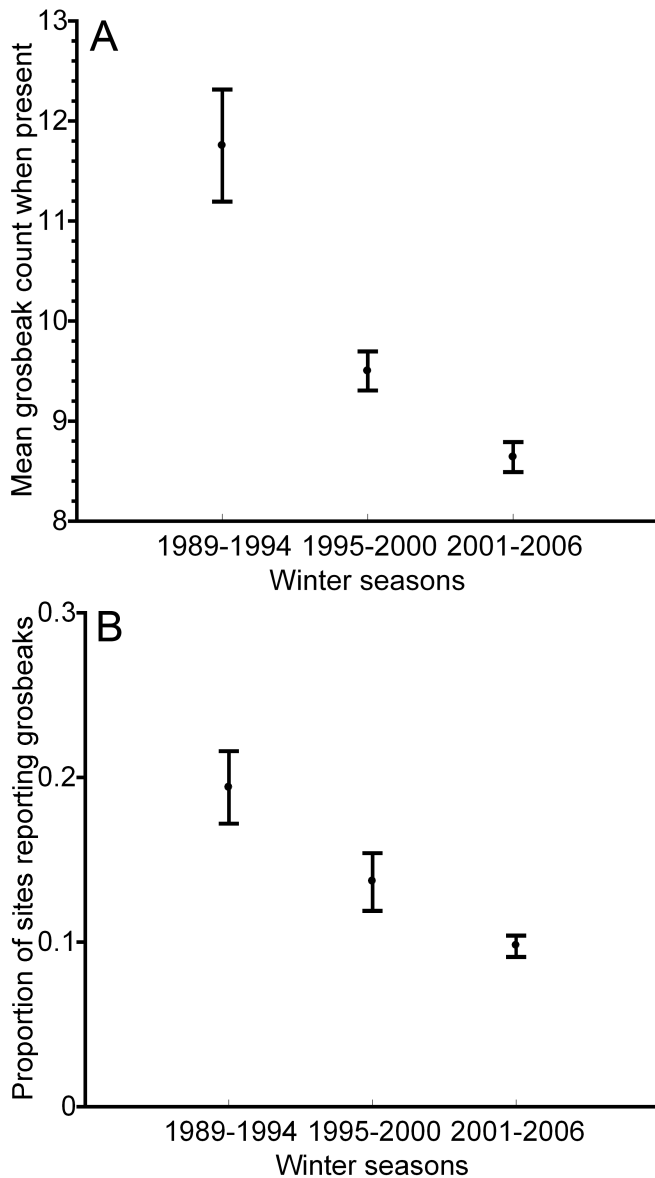 A
Mean grosbeak count when present
13
12
11
10
9
8
1989-1994 1995-2000 2001-2006
Winter seasons
B
Proportion of sites reporting grosbeaks
0.3
0.2
0.1
0
1989-1994 1995-2000 2001-2006
Winter seasons